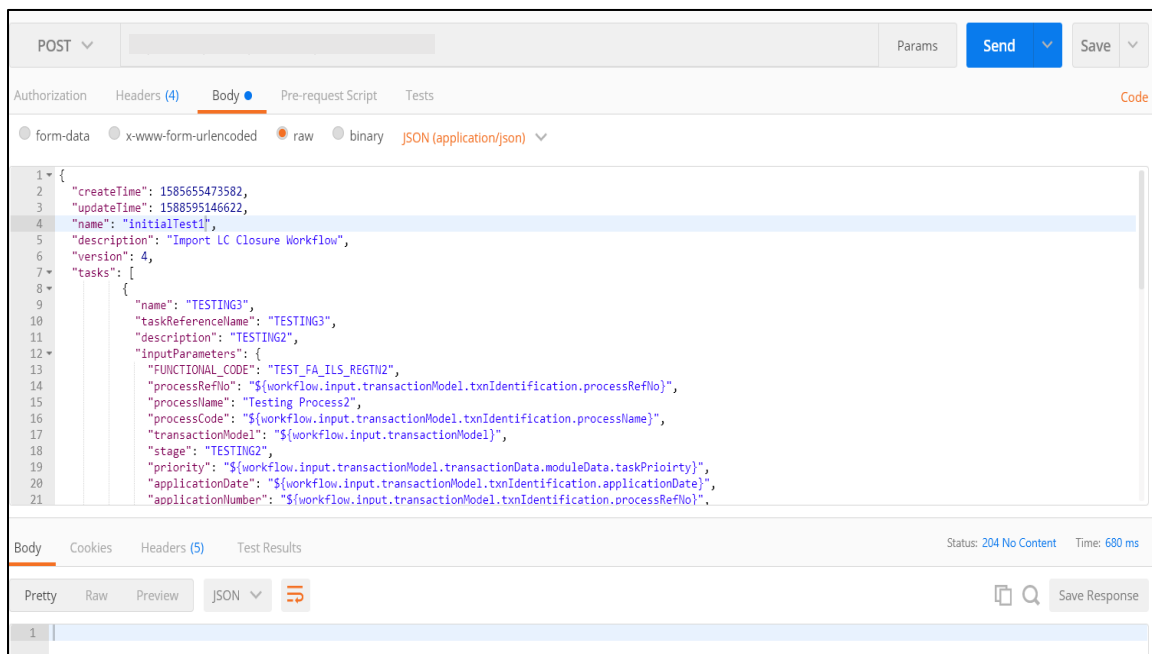 POST Params Send Save
Authorization Headers (4) Body Pre-request Script Tests Code
form-data x-www-form-urlencoded raw binary JSON (application/json)
1 {
2 "createTime": 1585655473582,
3 "updateTime": 1588595146622,
4 "name": "initialTest1",
5 "description": "Import LC Closure Workflow",
6 "version": 4,
7 "tasks": [
8 {
9 "name": "TESTING3",
10 "taskReferenceName": "TESTING3",
11 "description": "TESTING2",
12 "inputParameters": {
13 "FUNCTIONAL_CODE": "TEST_FA_ILS_REGTN2",
14 "processRefNo": "${workflow.input.transactionModel.txnIdentification.processRefNo}",
15 "processName": "Testing Process2",
16 "processCode": "${workflow.input.transactionModel.txnIdentification.processName}",
17 "transactionModel": "${workflow.input.transactionModel}",
18 "stage": "TESTING2",
19 "priority": "${workflow.input.transactionModel.transactionData.moduleData.taskPrioirty}",
20 "applicationDate": "${workflow.input.transactionModel.txnIdentification.applicationDate}",
21 "applicationNumber": "${workflow.input.transactionModel.txnIdentification.processRefNo}",
Body Cookies Headers (5) Test Results Status: 204 No Content Time: 680 ms
Pretty Raw Preview JSON Save Response
1